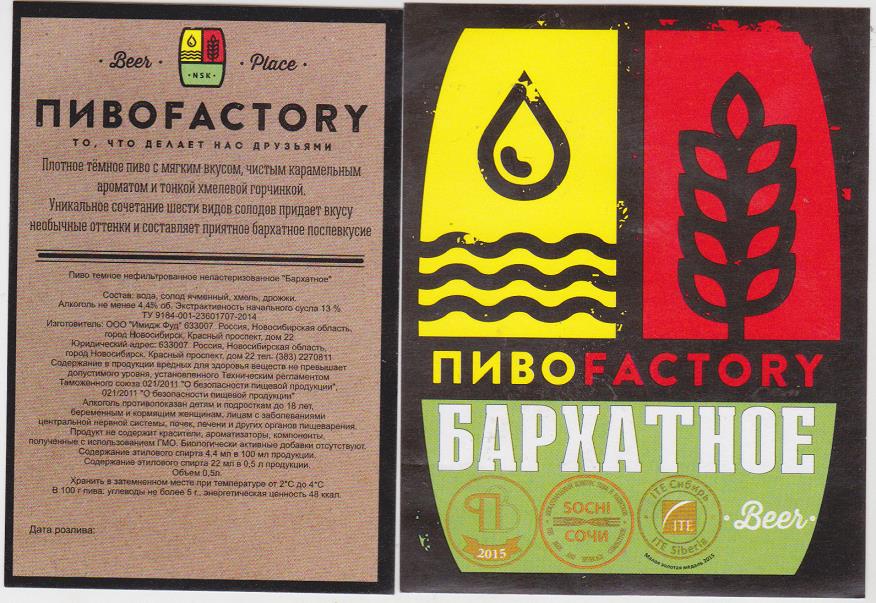 Beer
Place
NSK
ПИВОFACTORY
ТО, ЧТО ДЕЛАЕТ НАС ДРУЗЬЯМИ
Плотное тёмное пиво с мягким вкусом, чистым карамельным
ароматом и тонкой хмелевой горчинкой.
Уникальное сочетание шести видов солодов придает вкусу
необычные оттенки и составляет приятное бархатное послевкусие
Пиво темное нефильтрованное непастеризованное "Бархатное"
Состав: вода, солод ячменный, хмель, дрожжи.
Алкоголь не менее 4,4% об. Экстрактивность начального сусла 13 %
ТУ 9184-001-23601707-2014
Изготовитель: ООО "Имидж Фуд" 633007 Россия, Новосибирская область,
город Новосибирск, Красный проспект, дом 22
Юридический адрес: 633007 Россия, Новосибирская область,
город Новосибирск, Красный проспект, дом 22 тел. (383) 2270811
Содержание в продукции вредных для здоровья веществ не превышает
допустимого уровня, установленного Техническим регламентом
Таможенного союза 021/2011 "О безопасности пищевой продукции",
021/2011 "О безопасности пищевой продукции"
Алкоголь противопоказан детям и подросткам до 18 лет,
беременным и кормящим женщинам, лицам с заболеваниями
центральной нервной системы, почек, печени и других органов пищеварения.
Продукт не содержит красители, ароматизаторы, компоненты,
полученные с использованием ГМО. Биологически активные добавки отсутствуют.
Содержание этилового спирта 4,4 мл в 100 мл продукции.
Содержание этилового спирта 22 мл в 0,5 л продукции.
Объем 0,5л.
Хранить в затемненном месте при температуре от 2°С до 4°С
В 100 г пива: углеводы не более 5 г., энергетическая ценность 48 ккал.
Дата розлива:
ПИВОFACTORY
БАРХАТНОЕ
2015
SOCHI
СОЧИ
ITE Сибирь
ITE
ITE Siberia
Малая золотая медаль 2015
Beer